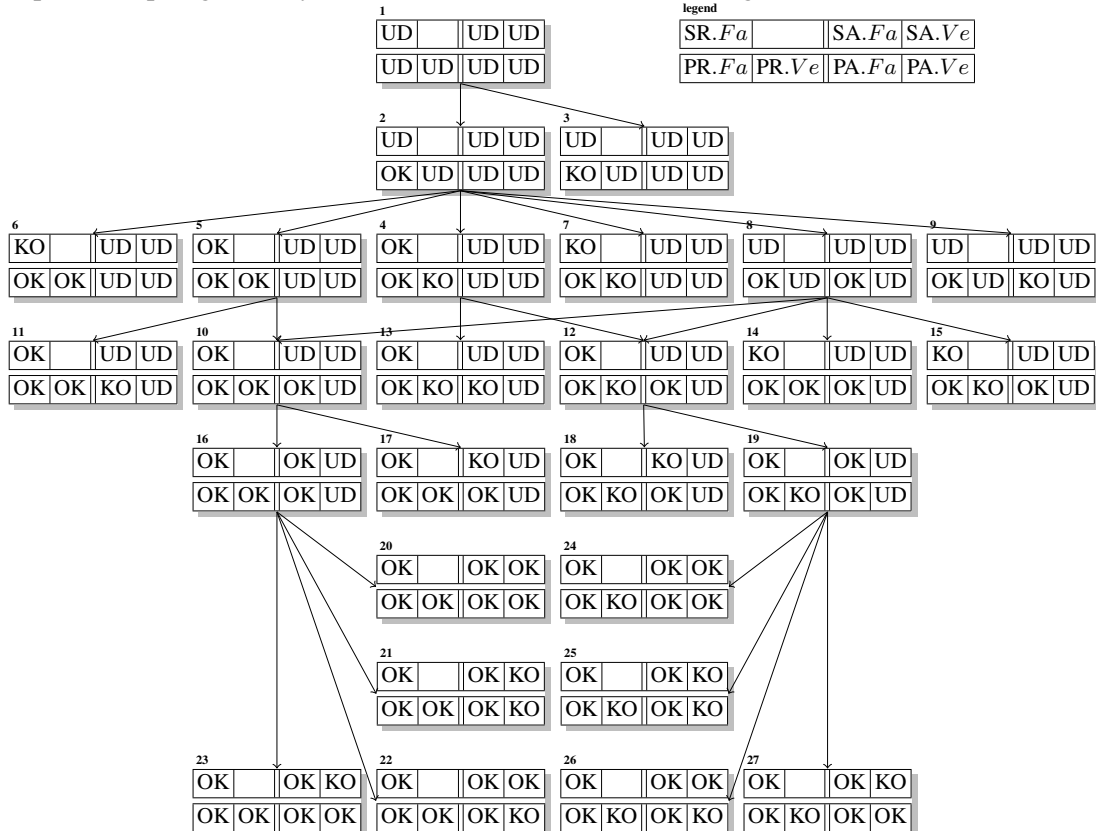 1
UD UD UD
UD UD UD UD
legend
SR.Fa SA.Fa SA.Ve
PR.Fa PR.Ve PA.Fa PA.Ve
2
UD UD UD
OK UD UD UD
3
UD UD UD
KO UD UD UD
6
KO UD UD
OK OK UD UD
5
OK UD UD
OK OK UD UD
4
OK UD UD
OK KO UD UD
7
KO UD UD
OK KO UD UD
8
UD UD UD
OK UD OK UD
9
UD UD UD
OK UD KO UD
11
OK UD UD
OK OK KO UD
10
OK UD UD
OK OK OK UD
13
OK UD UD
OK KO KO UD
12
OK UD UD
OK KO OK UD
14
KO UD UD
OK OK OK UD
15
KO UD UD
OK KO OK UD
16
OK OK UD
OK OK OK UD
17
OK KO UD
OK OK OK UD
18
OK KO UD
OK KO OK UD
19
OK OK UD
OK KO OK UD
20
OK OK OK
OK OK OK OK
24
OK OK OK
OK KO OK OK
21
OK OK KO
OK OK OK KO
25
OK OK KO
OK KO OK KO
23
OK OK KO
OK OK OK OK
22
OK OK OK
OK OK OK KO
26
OK OK OK
OK KO OK KO
27
OK OK KO
OK KO OK OK